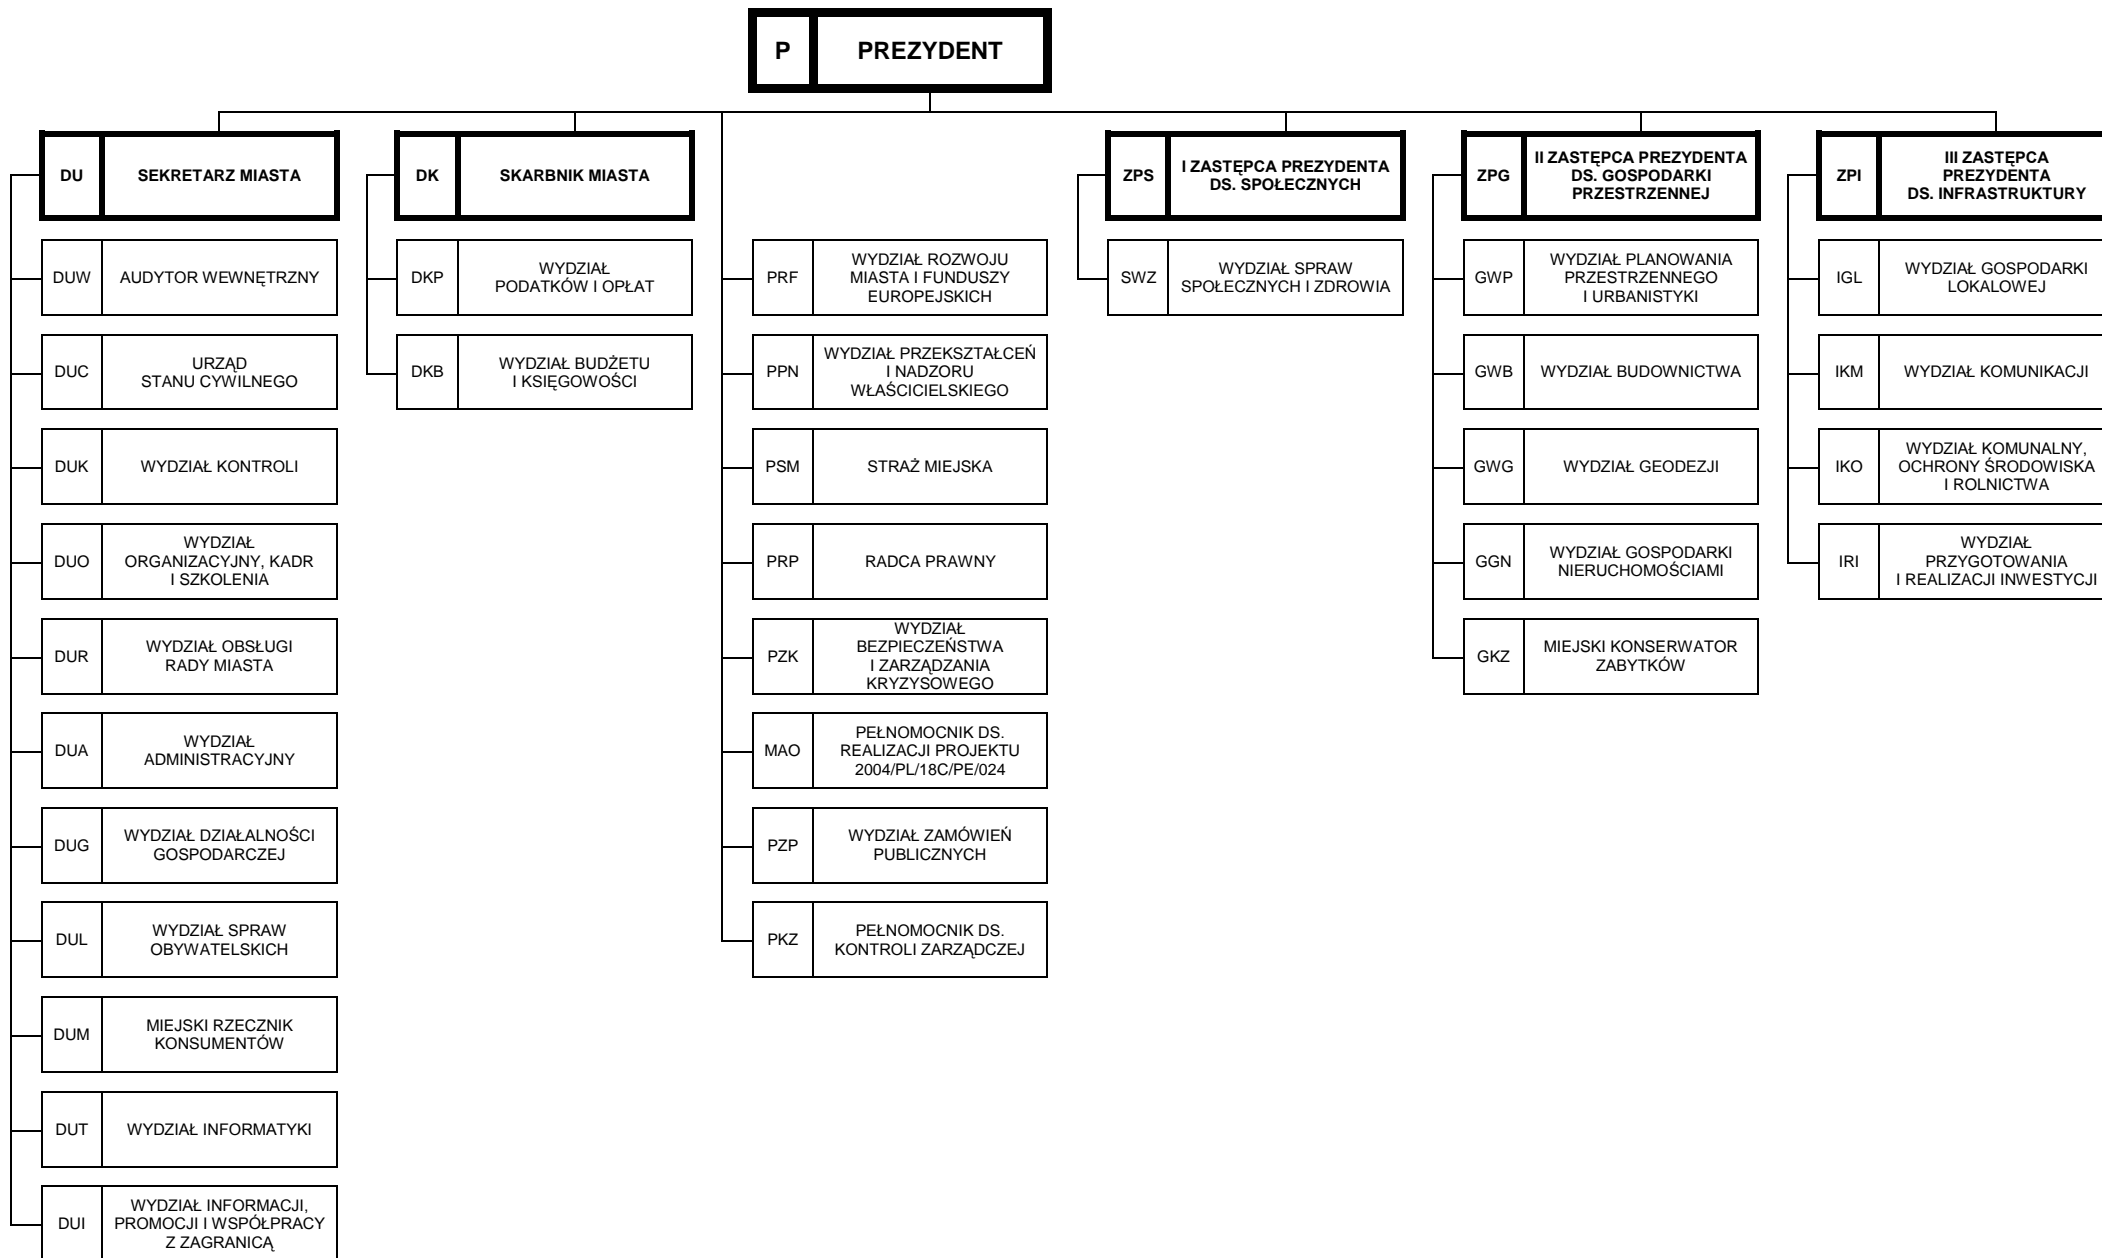 P PREZYDENT
DU SEKRETARZ MIASTA
DUW AUDYTOR WEWNĘTRZNY
DUC
URZĄD
STANU CYWILNEGO
DUK WYDZIAŁ KONTROLI
DUO
WYDZIAŁ
ORGANIZACYJNY, KADR
I SZKOLENIA
DUR
WYDZIAŁ OBSŁUGI
RADY MIASTA
DUA
WYDZIAŁ
ADMINISTRACYJNY
DUG
WYDZIAŁ DZIAŁALNOŚCI
GOSPODARCZEJ
DUL
WYDZIAŁ SPRAW
OBYWATELSKICH
DUM
MIEJSKI RZECZNIK
KONSUMENTÓW
DUT WYDZIAŁ INFORMATYKI
DUI
WYDZIAŁ INFORMACJI,
PROMOCJI I WSPÓŁPRACY
Z ZAGRANICĄ
DK SKARBNIK MIASTA
DKP
WYDZIAŁ
PODATKÓW I OPŁAT
DKB
WYDZIAŁ BUDŻETU
I KSIĘGOWOŚCI
PRF
WYDZIAŁ ROZWOJU
MIASTA I FUNDUSZY
EUROPEJSKICH
PPN
WYDZIAŁ PRZEKSZTAŁCEŃ
I NADZORU
WŁAŚCICIELSKIEGO
PSM STRAŻ MIEJSKA
PRP RADCA PRAWNY
PZK
WYDZIAŁ
BEZPIECZEŃSTWA
I ZARZĄDZANIA
KRYZYSOWEGO
MAO
PEŁNOMOCNIK DS.
REALIZACJI PROJEKTU
2004/PL/18C/PE/024
PZP
WYDZIAŁ ZAMÓWIEŃ
PUBLICZNYCH
PKZ
PEŁNOMOCNIK DS.
KONTROLI ZARZĄDCZEJ
ZPS
I ZASTĘPCA PREZYDENTA
DS. SPOŁECZNYCH
SWZ
WYDZIAŁ SPRAW
SPOŁECZNYCH I ZDROWIA
ZPG
II ZASTĘPCA PREZYDENTA
DS. GOSPODARKI
PRZESTRZENNEJ
GWP
WYDZIAŁ PLANOWANIA
PRZESTRZENNEGO
I URBANISTYKI
GWB WYDZIAŁ BUDOWNICTWA
GWG WYDZIAŁ GEODEZJI
GGN
WYDZIAŁ GOSPODARKI
NIERUCHOMOŚCIAMI
GKZ
MIEJSKI KONSERWATOR
ZABYTKÓW
ZPI
III ZASTĘPCA
PREZYDENTA
DS. INFRASTRUKTURY
IGL
WYDZIAŁ GOSPODARKI
LOKALOWEJ
IKM WYDZIAŁ KOMUNIKACJI
IKO
WYDZIAŁ KOMUNALNY,
OCHRONY ŚRODOWISKA
I ROLNICTWA
IRI
WYDZIAŁ
PRZYGOTOWANIA
I REALIZACJI INWESTYCJI